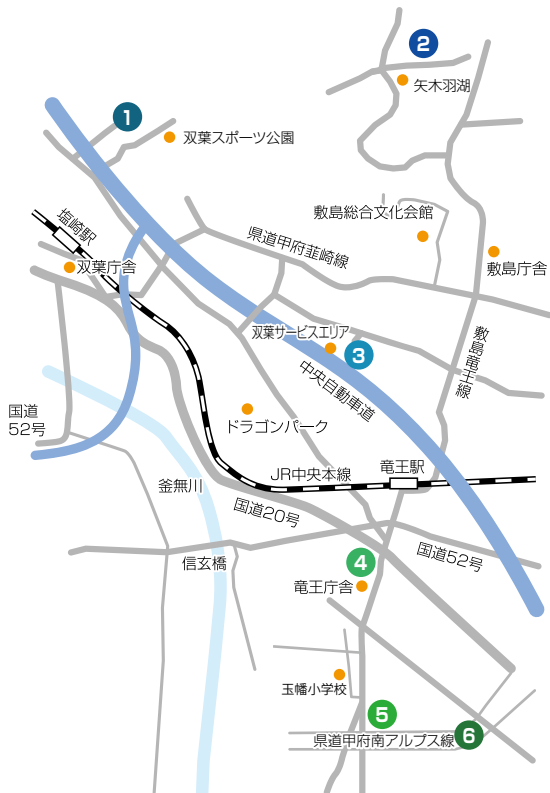 2
矢木羽湖
1
双葉スポーツ公園
敷島総合文化会館
塩崎駅
県道甲府韮崎線
双葉庁舎
敷島庁舎
双葉サービスエリア
3
敷島竜王線
中央自動車道
国道
52号
ドラゴンパーク
竜王駅
JR中央本線
釜無川
国道20号
国道52号
信玄橋
4
竜王庁舎
玉幡小学校
5
県道甲府南アルプス線
6